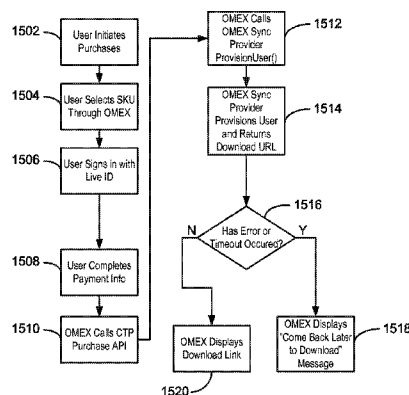 1502
User Initiates
Purchases
1504
User Selects SKU
Through OMEX
1506
User Signs in with
Live ID
1508
User Completes
Payment Info
1510
OMEX Calls CTP
Purchase API
1512
OMEX Calls
OMEX Sync
Provider
ProvisionUser()
1514
OMEX Sync
Provider
Provisions User
and Returns
Download URL
1516
Has Error or
Timeout Occured?
N
Y
OMEX Displays
Download Link
1520
OMEX Displays
"Come Back Later
to Download"
Message
1518